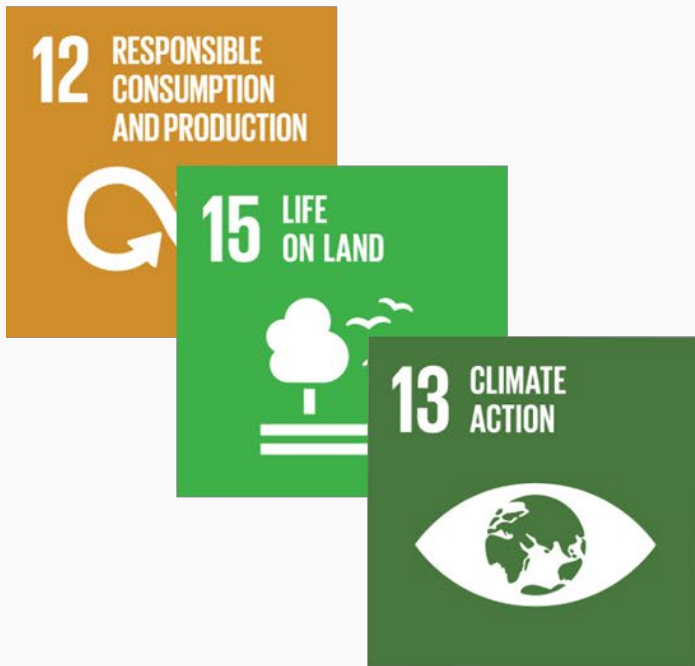 12 RESPONSIBLE
CONSUMPTION
AND PRODUCTION
15 LIFE
ON LAND
13 CLIMATE
ACTION